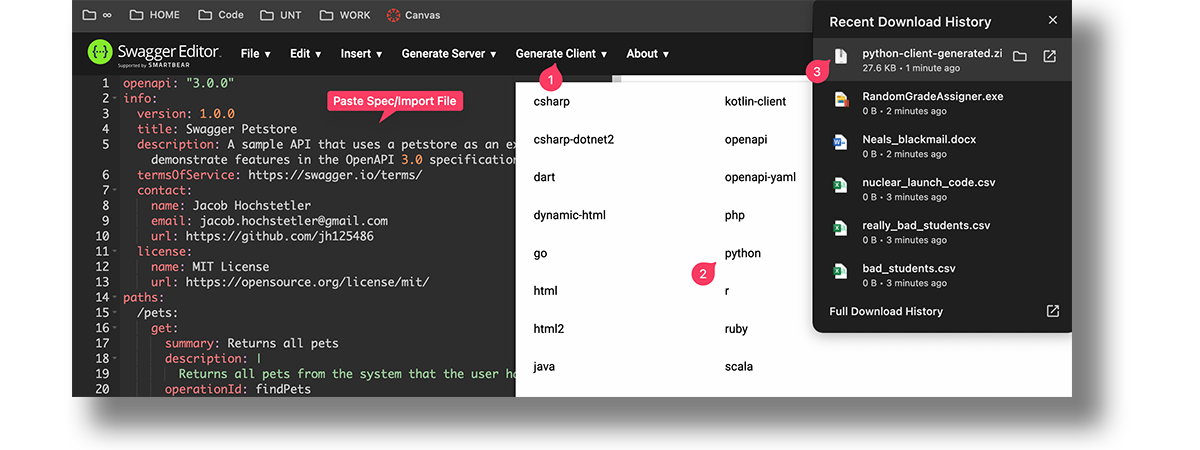 ∞ HOME Code UNT WORK Canvas
Swagger Editor.
Supported by SMARTBEAR
File ▾ Edit ▾ Insert ▾ Generate Server ▾ Generate Client ▾ About ▾
1
Paste Spec/Import File
1 openapi: "3.0.0"
2 info:
3 version: 1.0.0
4 title: Swagger Petstore
5 description: A sample API that uses a petstore as an ex
demonstrate features in the OpenAPI 3.0 specification
6 termsOfService: https://swagger.io/terms/
7 contact:
8 name: Jacob Hochstetler
9 email: jacob.hochstetler@gmail.com
10 url: https://github.com/jh125486
11 license:
12 name: MIT License
13 url: https://opensource.org/license/mit/
14 paths:
15 /pets:
16 get:
17 summary: Returns all pets
18 description: |
19 Returns all pets from the system that the user ha
20 operationId: findPets
csharp
csharp-dotnet2
dart
dynamic-html
go
html
html2
java
kotlin-client
openapi
openapi-yaml
php
python
2
r
ruby
scala
Recent Download History
3
python-client-generated.zi
27.6 KB • 1 minute ago
RandomGradeAssigner.exe
0 B • 2 minutes ago
Neals_blackmail.docx
0 B • 2 minutes ago
nuclear_launch_code.csv
0 B • 3 minutes ago
really_bad_students.csv
0 B • 3 minutes ago
bad_students.csv
0 B • 3 minutes ago
Full Download History